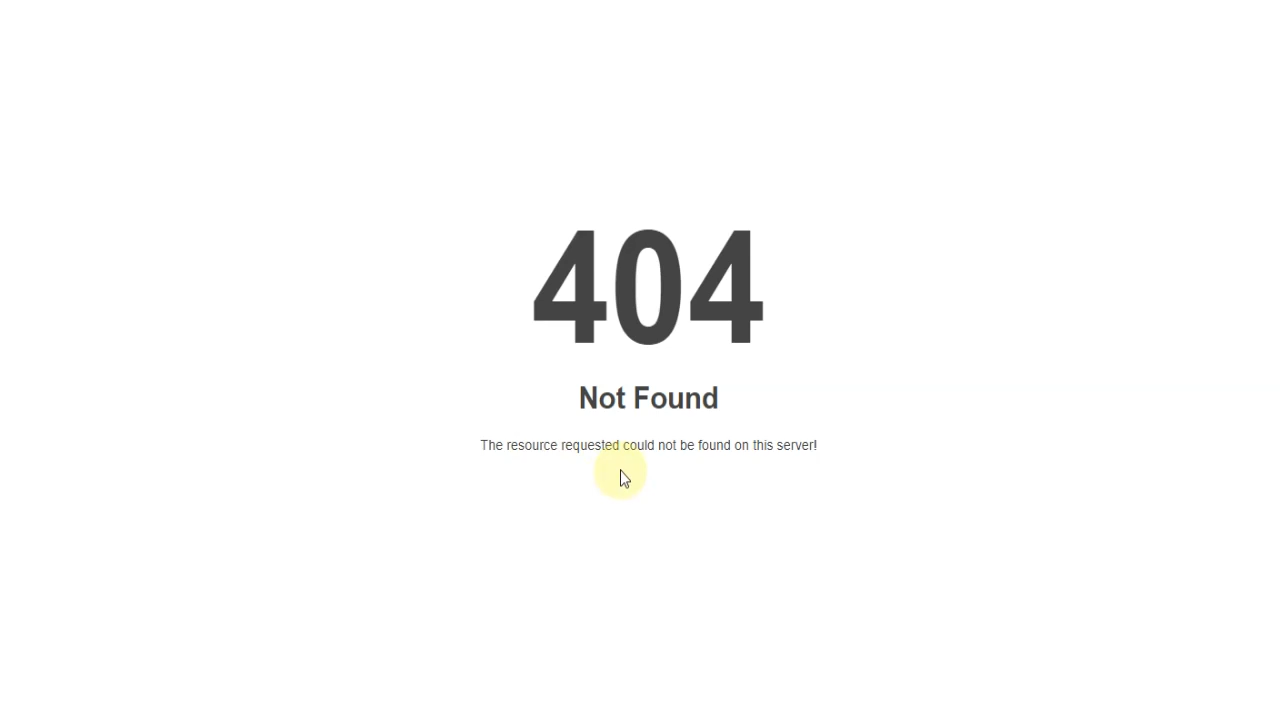 404
Not Found
The resource requested could not be found on this server!